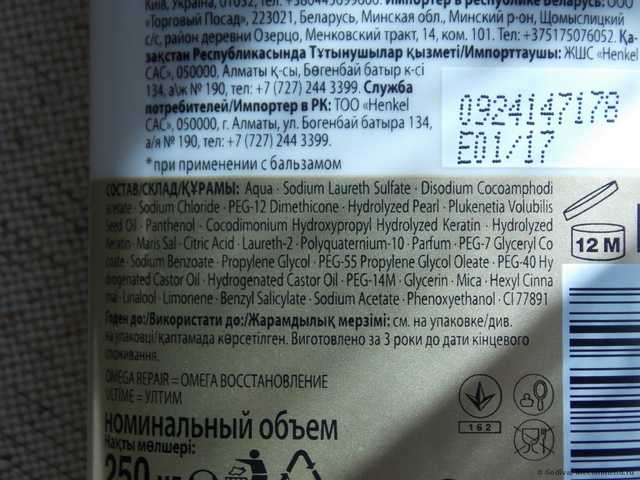 Київ, Україна, 01032, тел.: +380445099600. Импортер в республике Беларусь: ООО
«Торговый Посад», 223021, Беларусь, Минская обл., Минский р-он, Щомыслицкий
с/с, район деревни Озерцо, Менковский тракт, 14, ком. 101. Тел: +375175076052. Қа-
зақстан Республикасында Тұтынушылар қызметі/Импорттаушы: ЖШС «Henkel
САС», 050000, Алматы қ-сы, Бөгенбай батыр к-сі
134, а\ж № 190, тел: +7 (727) 244 3399. Служба
потребителей/Импортер в РК: ТОО «Henkel
САС», 050000, г. Алматы, ул. Богенбай батыра 134,
а/я № 190, тел: +7 (727) 244 3399.
*при применении с бальзамом
0924147178
E01/17
СОСТАВ/СКЛАД/ҚҰРАМЫ: Aqua · Sodium Laureth Sulfate · Disodium Cocoamphodi
acetate · Sodium Chloride · PEG-12 Dimethicone · Hydrolyzed Pearl · Plukenetia Volubilis
Seed Oil · Panthenol · Cocodimonium Hydroxypropyl Hydrolyzed Keratin · Hydrolyzed
Keratin · Maris Sal · Citric Acid · Laureth-2 · Polyquaternium-10 · Parfum · PEG-7 Glyceryl Co
coate · Sodium Benzoate · Propylene Glycol · PEG-55 Propylene Glycol Oleate · PEG-40 Hy
drogenated Castor Oil · Hydrogenated Castor Oil · PEG-14M · Glycerin · Mica · Hexyl Cinna
mal · Linalool · Limonene · Benzyl Salicylate · Sodium Acetate · Phenoxyethanol · CI 77891
12 M
Годен до:/Використати до:/Жарамдылық мерзімі: см. на упаковке/див.
на упаковці/қаптамада көрсетілген. Виготовлено за 3 роки до дати кінцевого
споживання.
OMEGA REPAIR = ОМЕГА ВОССТАНОВЛЕНИЕ
ULTÎME = УЛТИМ
162
номинальный объем
Нақты мөлшері:
250 мл